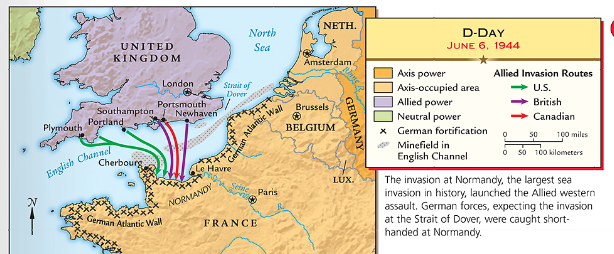 UNITED
KINGDOM
North
Sea
NETH.
Amsterdam
London
Strait of
Dover
Southampton
Portsmouth
Portland
Newhaven
Plymouth
Brussels
BELGIUM
GERMANY
German Atlantic Wall
English Channel
Cherbourg
Le Havre
NORMANDY
Seine
Paris
LUX.
N
German Atlantic Wall
FRANCE
D-DAY
JUNE 6, 1944
Axis power
Axis-occupied area
Allied power
Neutral power
German fortification
Minefield in
English Channel
Allied Invasion Routes
U.S.
British
Canadian
0 50 100 miles
0 50 100 kilometers
The invasion at Normandy, the largest sea
invasion in history, launched the Allied western
assault. German forces, expecting the invasion
at the Strait of Dover, were caught short-
handed at Normandy.